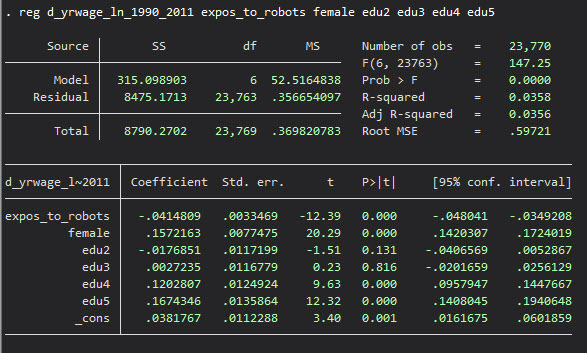 . reg d_yrwage_ln_1990_2011 expos_to_robots female edu2 edu3 edu4 edu5
Source SS df MS Number of obs = 23,770
F(6, 23763) = 147.25
Model 315.098903 6 52.5164838 Prob > F = 0.0000
Residual 8475.1713 23,763 .356654097 R-squared = 0.0358
Adj R-squared = 0.0356
Total 8790.2702 23,769 .369820783 Root MSE = .59721
d_yrwage_l~2011 Coefficient Std. err. t P>|t| [95% conf. interval]
expos_to_robots -.0414809 .0033469 -12.39 0.000 -.048041 -.0349208
female .1572163 .0077475 20.29 0.000 .1420307 .1724019
edu2 -.0176851 .0117199 -1.51 0.131 -.0406569 .0052867
edu3 .0027235 .0116779 0.23 0.816 -.0201659 .0256129
edu4 .1202807 .0124924 9.63 0.000 .0957947 .1447667
edu5 .1674346 .0135864 12.32 0.000 .1408045 .1940648
_cons .0381767 .0112288 3.40 0.001 .0161675 .0601859